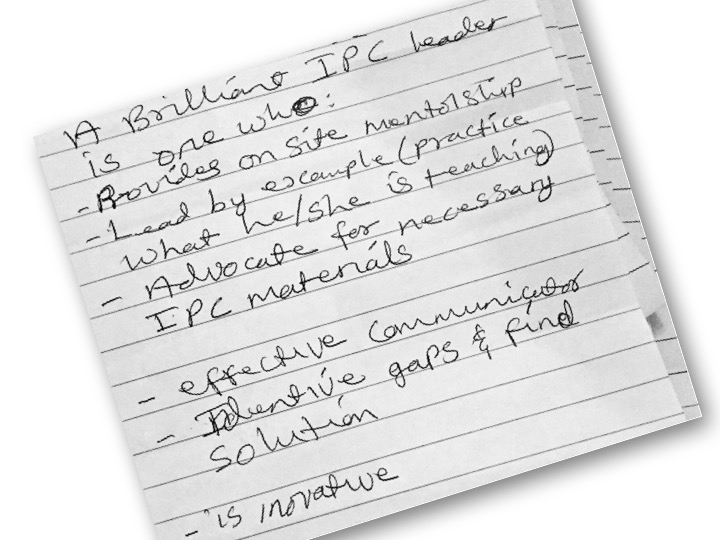 A Brilliant IPC leader
is one who:
- Provides on site mentolship
- Lead by example (practice
what he/she is teaching)
- Advocate for necessary
IPC materials
- effective communicator
- Identive gaps & find
solution
- is inovative